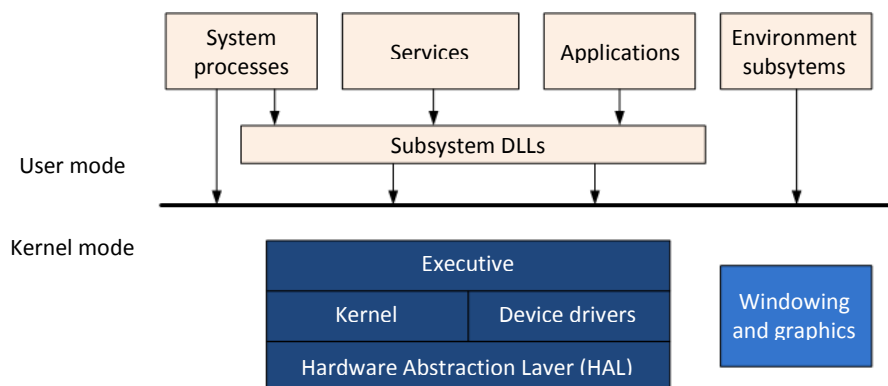 System
processes
Services
Applications
Environment
subsytems
Subsystem DLLs
User mode
Kernel mode
Executive
Kernel
Device drivers
Windowing
and graphics
Hardware Abstraction Layer (HAL)